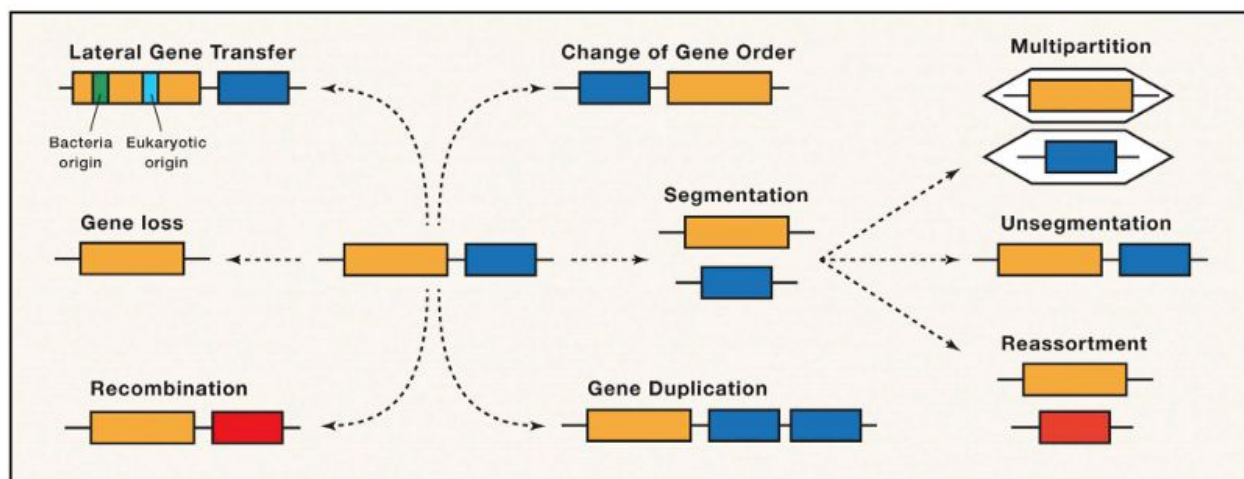 Lateral Gene Transfer
Bacteria
origin
Eukaryotic
origin
Change of Gene Order
Multipartition
Gene loss
Segmentation
Unsegmentation
Recombination
Gene Duplication
Reassortment